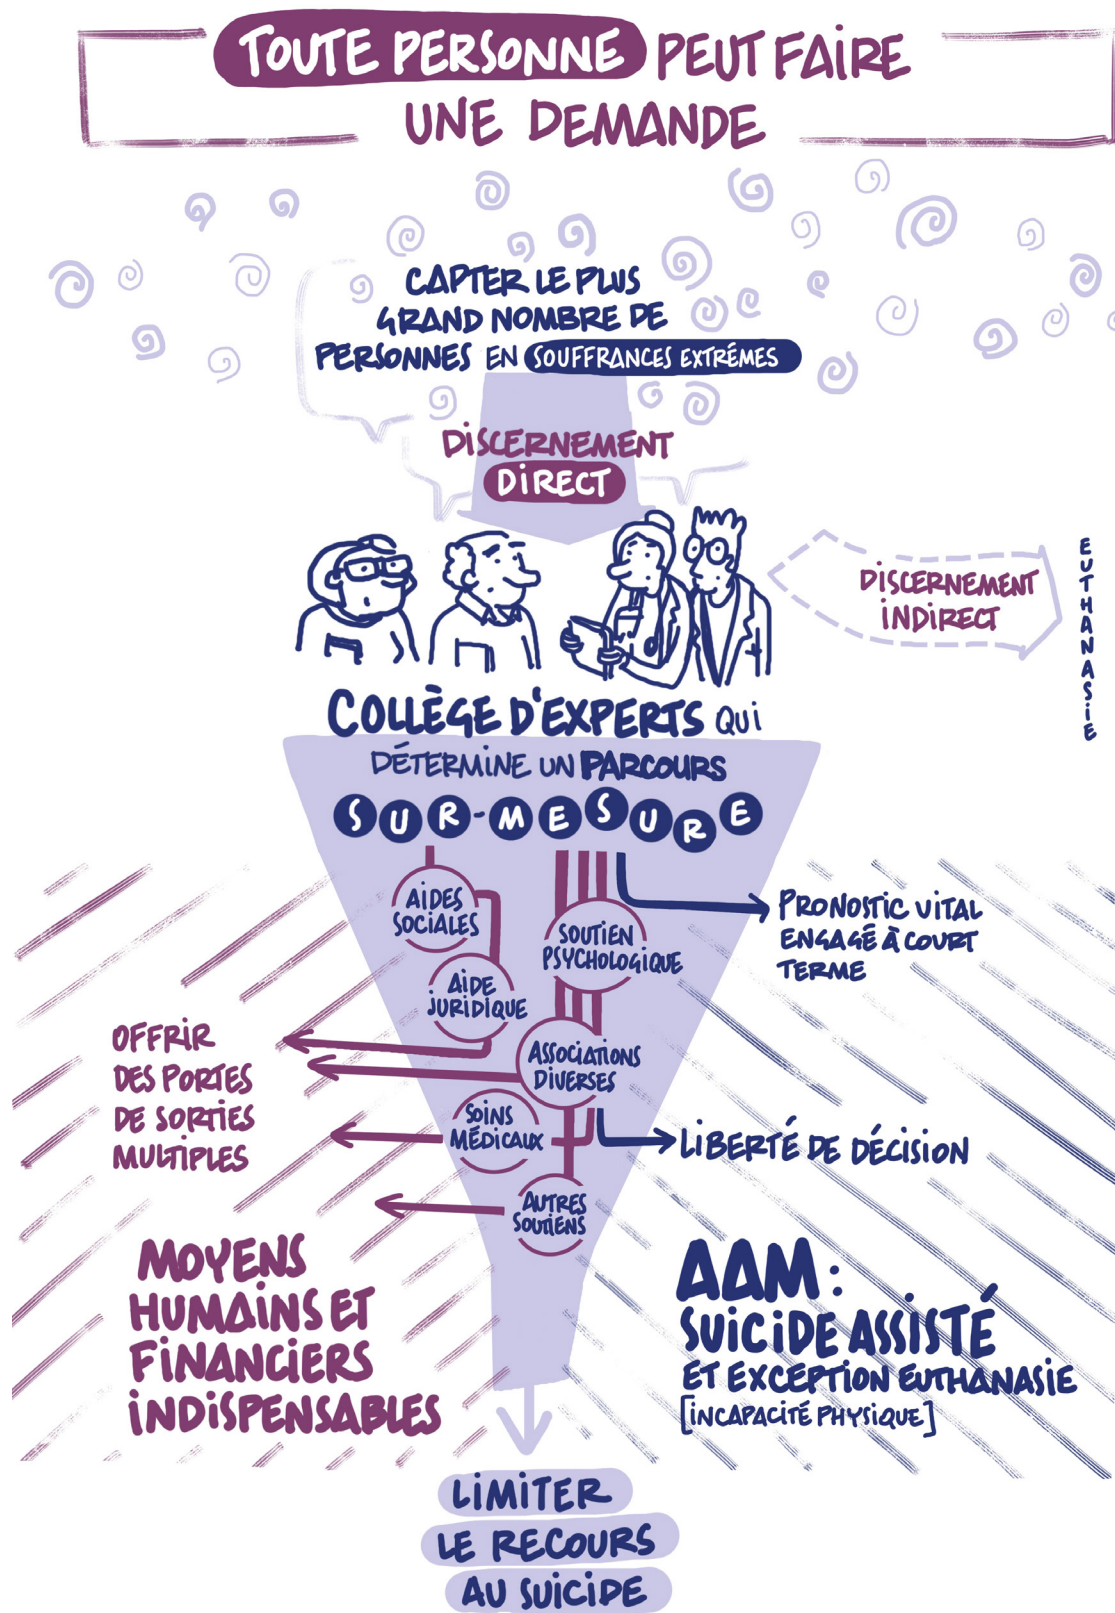 TOUTE PERSONNE PEUT FAIRE
UNE DEMANDE
CAPTER LE PLUS
GRAND NOMBRE DE
PERSONNES EN SOUFFRANCES EXTRÉMES
DISCERNEMENT
DIRECT
DISCERNEMENT
INDIRECT
EUTHANASIE
COLLÈGE D'EXPERTS QUI
DÉTERMINE UN PARCOURS
SUR-MESURE
AIDES
SOCIALES
SOUTIEN
PSYCHOLOGIQUE
PRONOSTIC VITAL
ENGAGÉ À COURT
TERME
AIDE
JURIDIQUE
OFFRIR
DES PORTES
DE SORTIES
MULTIPLES
ASSOCIATIONS
DIVERSES
SOINS
MÉDICAUX
LIBERTÉ DE DÉCISION
AUTRES
SOUTIENS
MOYENS
HUMAINS ET
FINANCIERS
INDISPENSABLES
AAM :
SUICIDE ASSISTÉ
ET EXCEPTION EUTHANASIE
[INCAPACITÉ PHYSIQUE]
LIMITER
LE RECOURS
AU SUICIDE